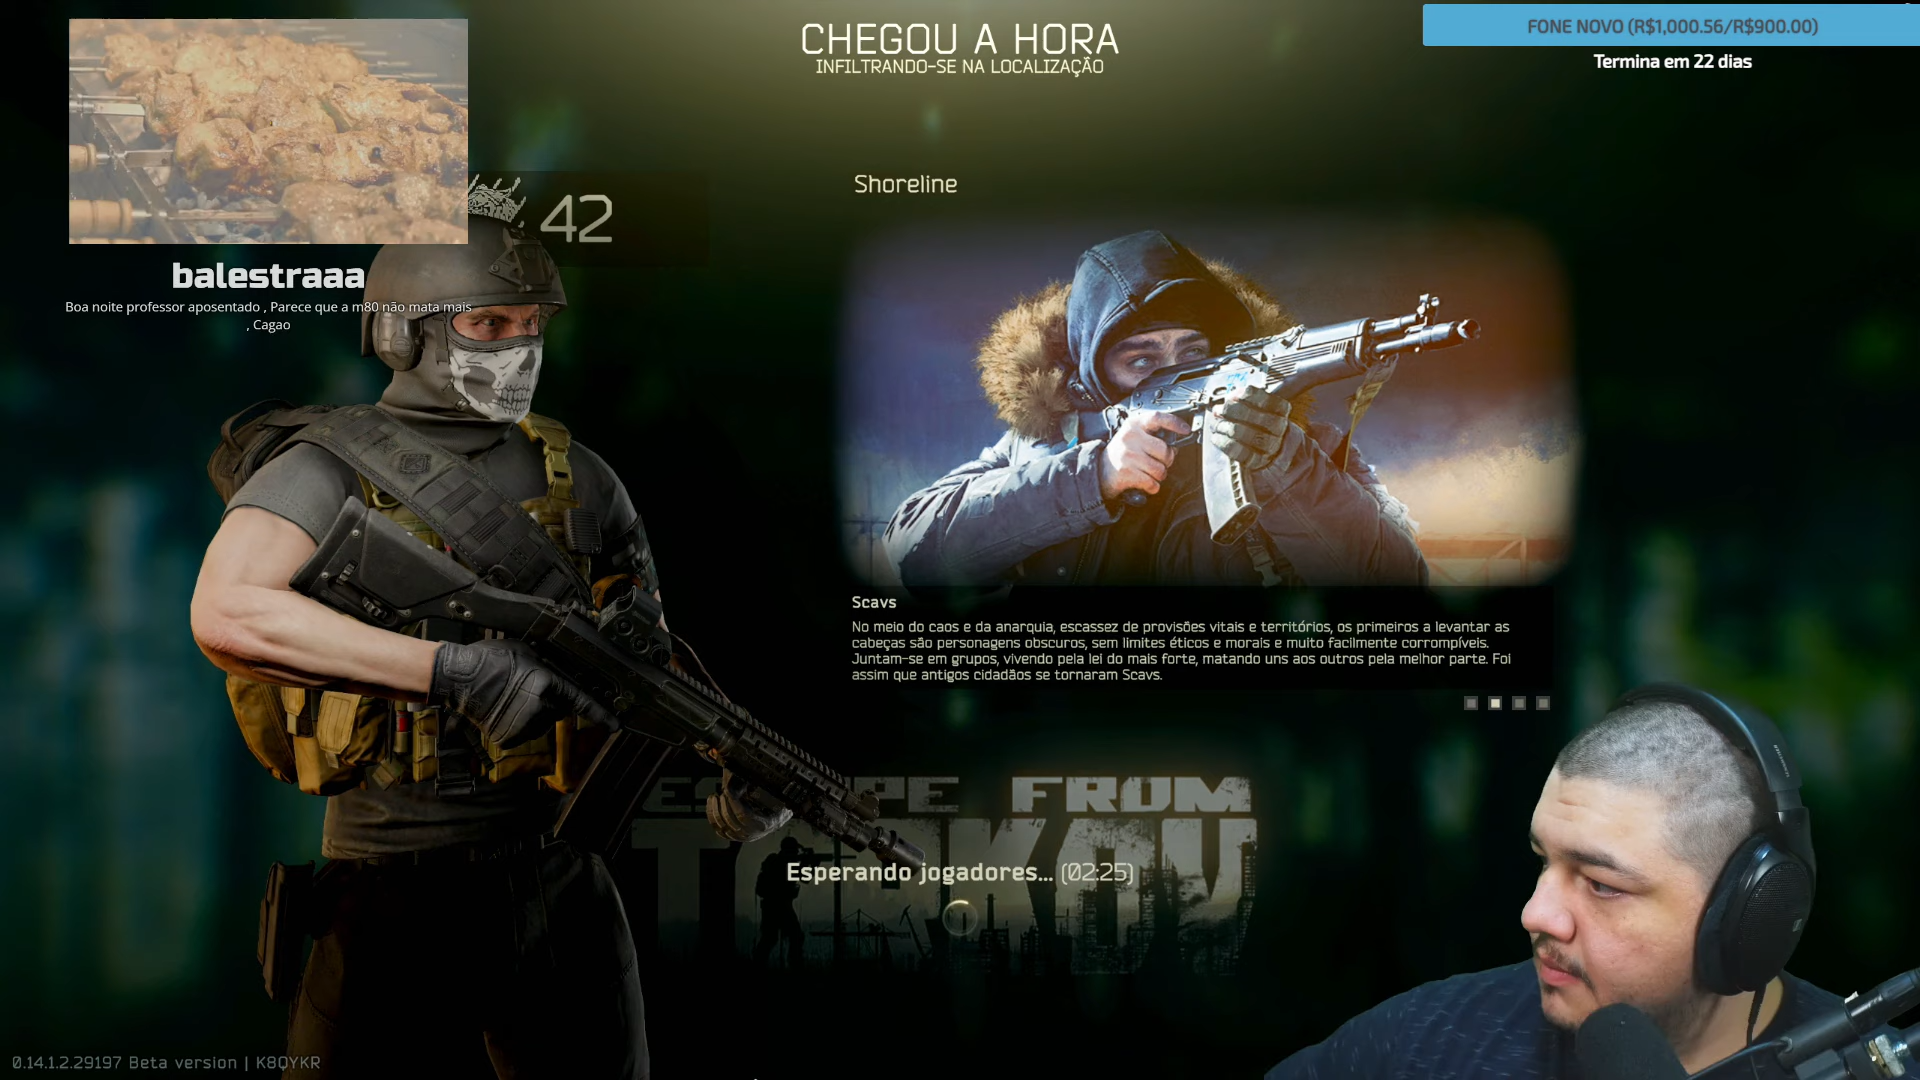 CHEGOU A HORA
INFILTRANDO-SE NA LOCALIZAÇÃO
FONE NOVO (R$1,000.56/R$900.00)
Termina em 22 dias
42
Shoreline
balestraaa
Boa noite professor aposentado , Parece que a m80 não mata mais
, Cagao
Scavs
No meio do caos e da anarquia, escassez de provisões vitais e territórios, os primeiros a levantar as
cabeças são personagens obscuros, sem limites éticos e morais e muito facilmente corrompíveis.
Juntam-se em grupos, vivendo pela lei do mais forte, matando uns aos outros pela melhor parte. Foi
assim que antigos cidadãos se tornaram Scavs.
ESCAPE FROM
TARKOV
Esperando jogadores... (02:25)
0.14.1.2.29197 Beta version | K8QYKR